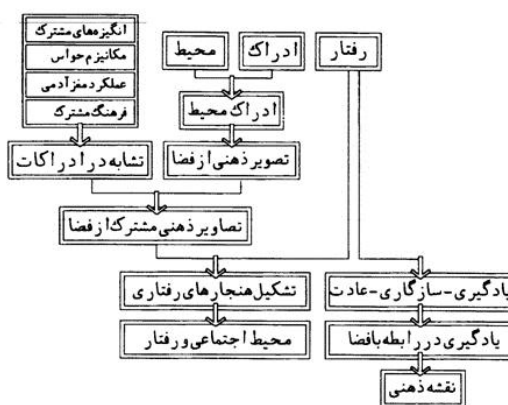 انگیزه‌های مشترک
مکانیزم حواس
عملکرد مغز آدمی
فرهنگ مشترک
محیط
ادراک
رفتار
ادراک محیط
تشابه در ادراکات
تصویر ذهنی از فضا
تصاویر ذهنی مشترک از فضا
تشکیل هنجارهای رفتاری
یادگیری-سازگاری-عادت
محیط اجتماعی و رفتار
یادگیری در رابطه با فضا
نقشه ذهنی